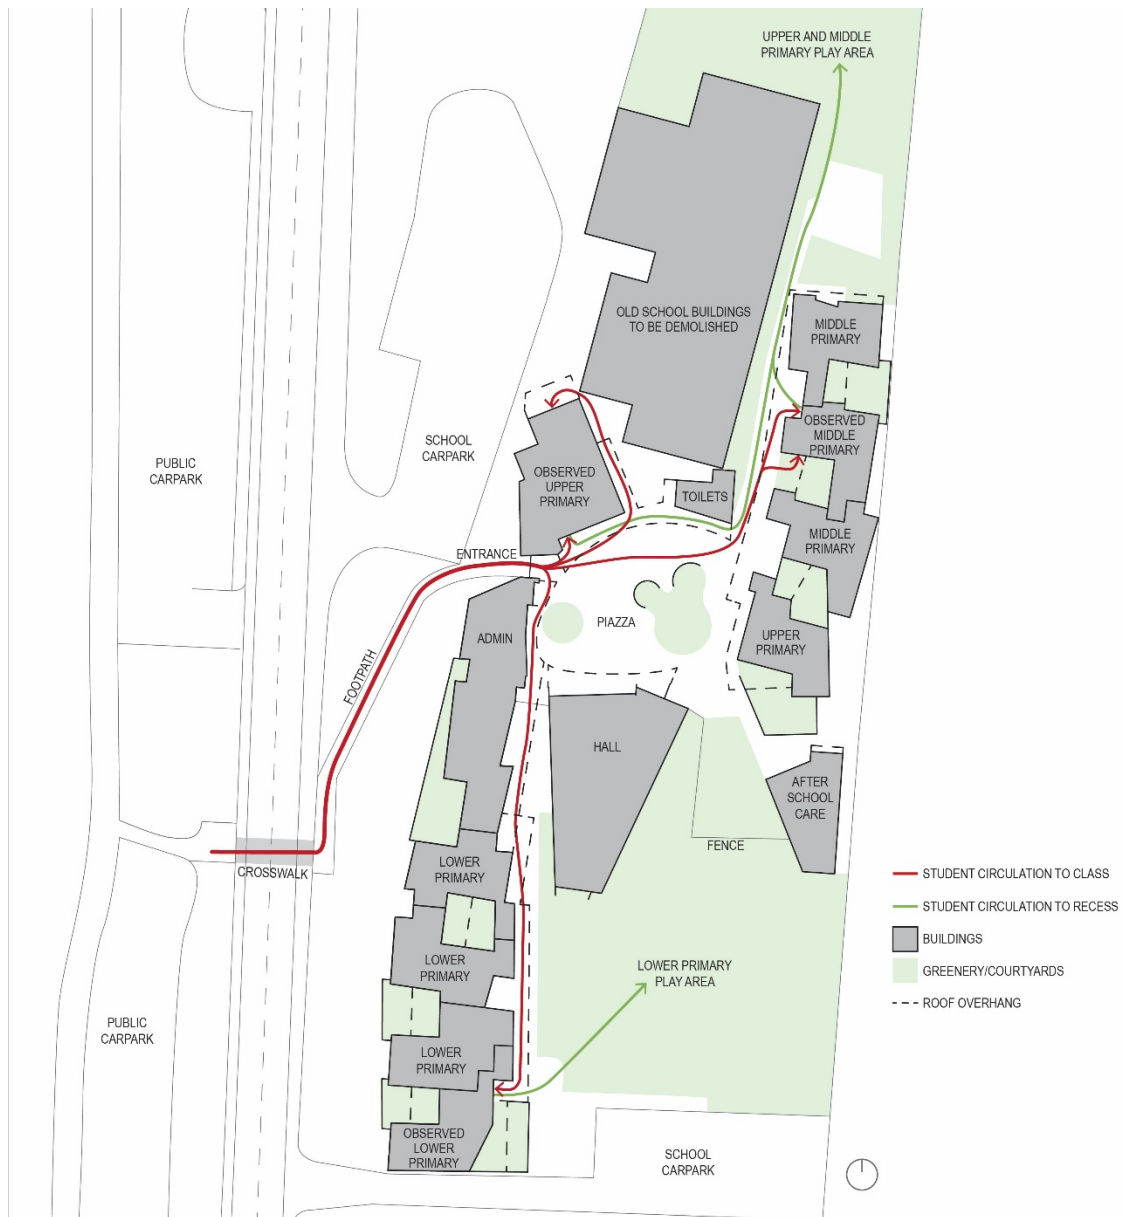 UPPER AND MIDDLE
PRIMARY PLAY AREA
OLD SCHOOL BUILDINGS
TO BE DEMOLISHED
MIDDLE
PRIMARY
OBSERVED
MIDDLE
PRIMARY
SCHOOL
CARPARK
PUBLIC
CARPARK
OBSERVED
UPPER
PRIMARY
TOILETS
MIDDLE
PRIMARY
ENTRANCE
PIAZZA
ADMIN
UPPER
PRIMARY
FOOTPATH
HALL
AFTER
SCHOOL
CARE
FENCE
CROSSWALK
LOWER
PRIMARY
STUDENT CIRCULATION TO CLASS
STUDENT CIRCULATION TO RECESS
BUILDINGS
GREENERY/COURTYARDS
ROOF OVERHANG
LOWER
PRIMARY
LOWER PRIMARY
PLAY AREA
PUBLIC
CARPARK
LOWER
PRIMARY
OBSERVED
LOWER
PRIMARY
SCHOOL
CARPARK